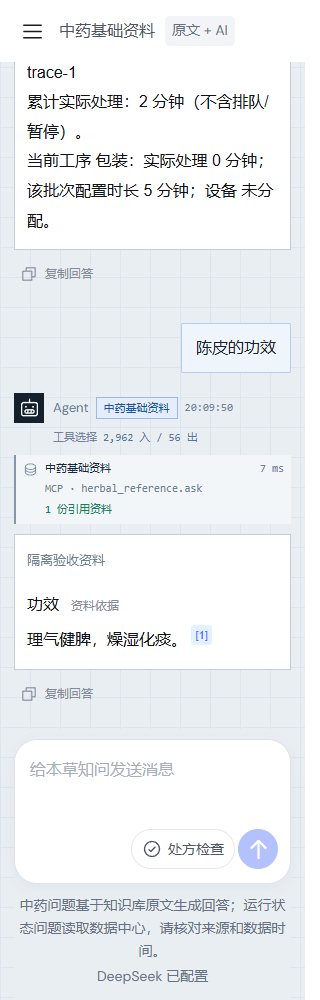 中药基础资料 原文 + AI
trace-1
累计实际处理：2 分钟（不含排队/
暂停）。
当前工序 包装：实际处理 0 分钟；
该批次配置时长 5 分钟；设备 未分
配。
复制回答
陈皮的功效
Agent 中药基础资料 20:09:50
工具选择 2,962 入 / 56 出
中药基础资料 7 ms
MCP · herbal_reference.ask
1 份引用资料
隔离验收资料
功效 资料依据
理气健脾，燥湿化痰。 [1]
复制回答
给本草知问发送消息
处方检查
中药问题基于知识库原文生成回答；运行状
态问题读取数据中心，请核对来源和数据时
间。
DeepSeek 已配置